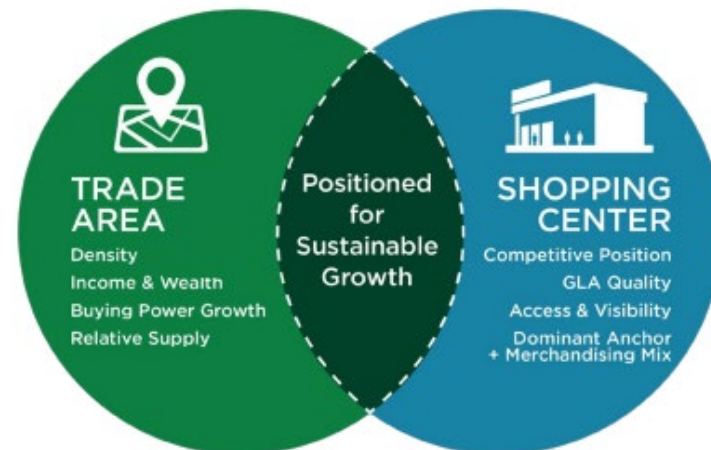 TRADE
AREA
Density
Income & Wealth
Buying Power Growth
Relative Supply
Positioned
for
Sustainable
Growth
SHOPPING
CENTER
Competitive Position
GLA Quality
Access & Visibility
Dominant Anchor
+ Merchandising Mix